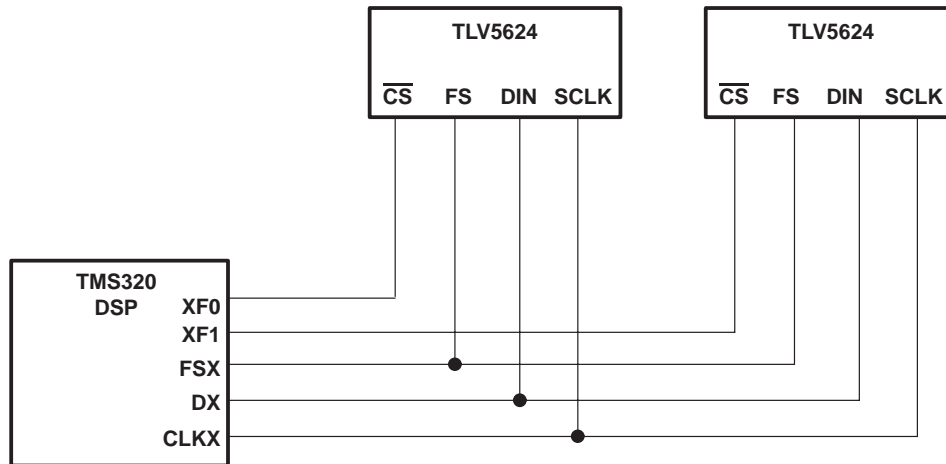 TLV5624
TLV5624
CS FS DIN SCLK
CS FS DIN SCLK
TMS320
DSP
XF0
XF1
FSX
DX
CLKX